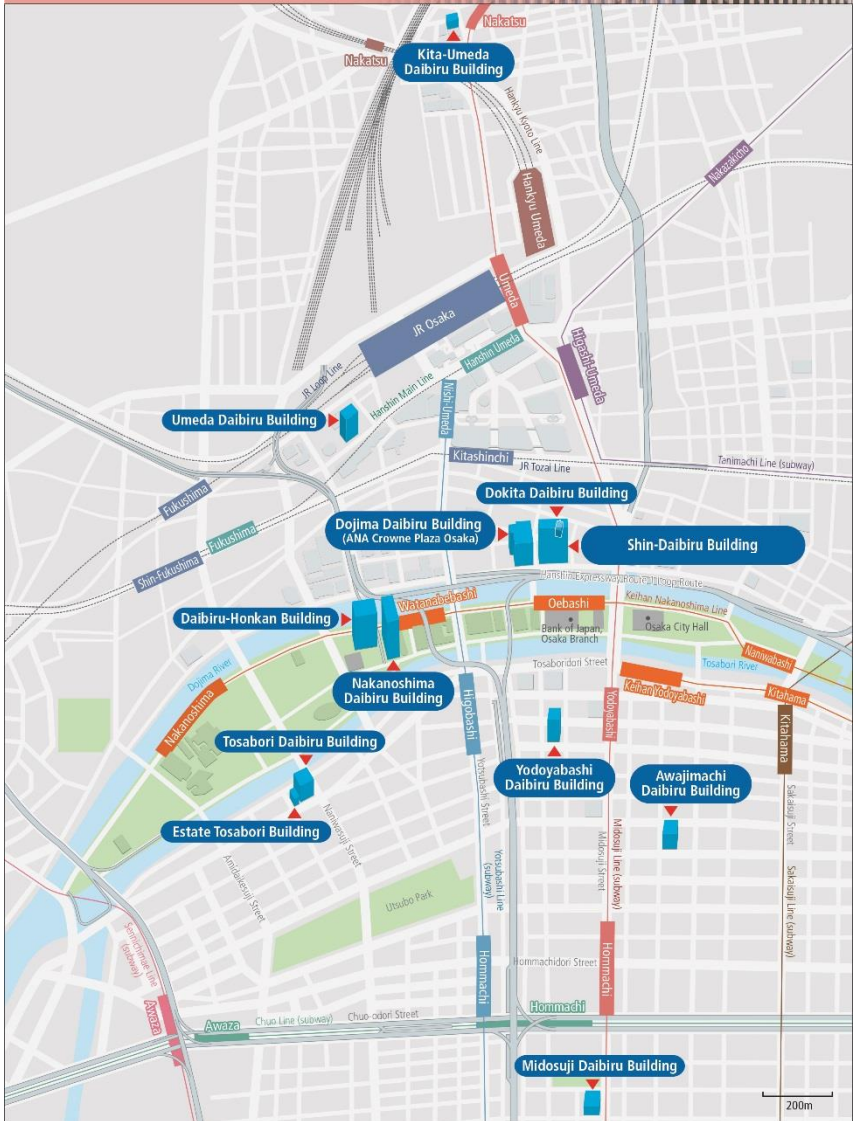 Nakatsu
Nakatsu
Kita-Umeda
Daibiru Building
Hankyu Kyoto Line
Nakazakicho
Hankyu Umeda
Umeda
JR Osaka
JR Loop Line
Hanshin Main Line
Hanshin Umeda
Higashi-Umeda
Nishi-Umeda
Umeda Daibiru Building
Kitashinchi
JR Tozai Line
Tanimachi Line (subway)
Fukushima
Fukushima
Shin-Fukushima
Dokita Daibiru Building
Dojima Daibiru Building
(ANA Crowne Plaza Osaka)
Shin-Daibiru Building
Hanshin Expressway Route 1 Loop Route
Daibiru-Honkan Building
Watanabebashi
Oebashi
Keihan Nakanoshima Line
Bank of Japan,
Osaka Branch
Osaka City Hall
Naniwabashi
Dojima River
Tosaboridori Street
Tosabori River
Nakanoshima
Nakanoshima
Daibiru Building
Keihan Yodoyabashi
Kitahama
Kitahama
Higobashi
Yodoyabashi
Tosabori Daibiru Building
Yodoyabashi
Daibiru Building
Awajimachi
Daibiru Building
Estate Tosabori Building
Naniwasuji Street
Amidaikesuji Street
Yotsubashi Street
Yotsubashi Line
(subway)
Midosuji Street
Midosuji Line (subway)
Sakaisuji Street
Sakaisuji Line (subway)
Utsubo Park
Sennichimae Line
(subway)
Hommachidori Street
Hommachi
Hommachi
Hommachi
Awaza
Awaza
Chuo Line (subway)
Chuo-odori Street
Midosuji Daibiru Building
200m